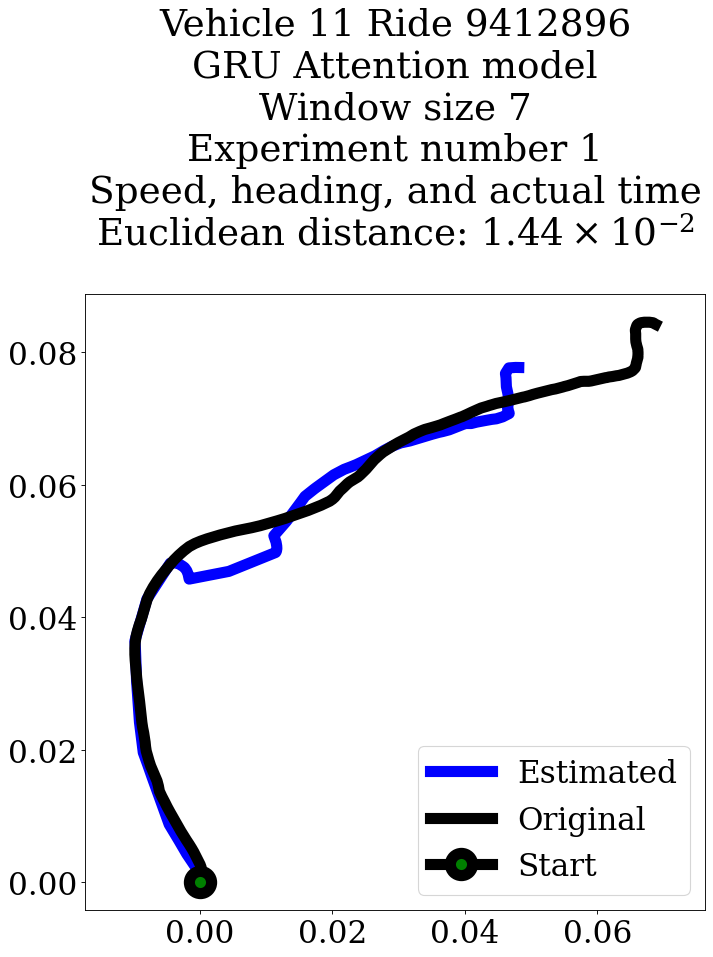 Vehicle 11 Ride 9412896
GRU Attention model
Window size 7
Experiment number 1
Speed, heading, and actual time
Euclidean distance: 1.44 × 10⁻²
0.08
0.06
0.04
0.02
0.00
Estimated
Original
Start
0.00 0.02 0.04 0.06